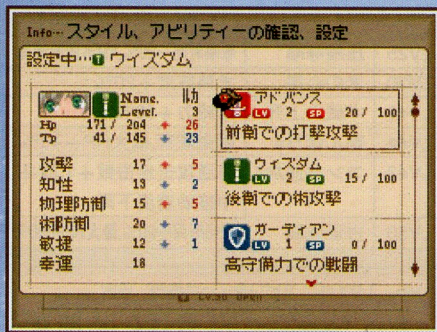 Info… スタイル、アビリティーの確認、設定
設定中… ウィズダム
Name. ルカ
Level. 3
Hp 171 / 204 + 26
Tp 41 / 145 + 23
攻撃 17 + 5
知性 13 + 2
物理防御 15 + 5
術防御 20 + 7
敏捷 12 + 1
幸運 18
アドバンス
LV 2 SP 20 / 100
前衛での打撃攻撃
ウィズダム
LV 2 SP 15 / 100
後衛での術攻撃
ガーディアン
LV 1 SP 0 / 100
高守備力での戦闘
Lv.30 OPEN